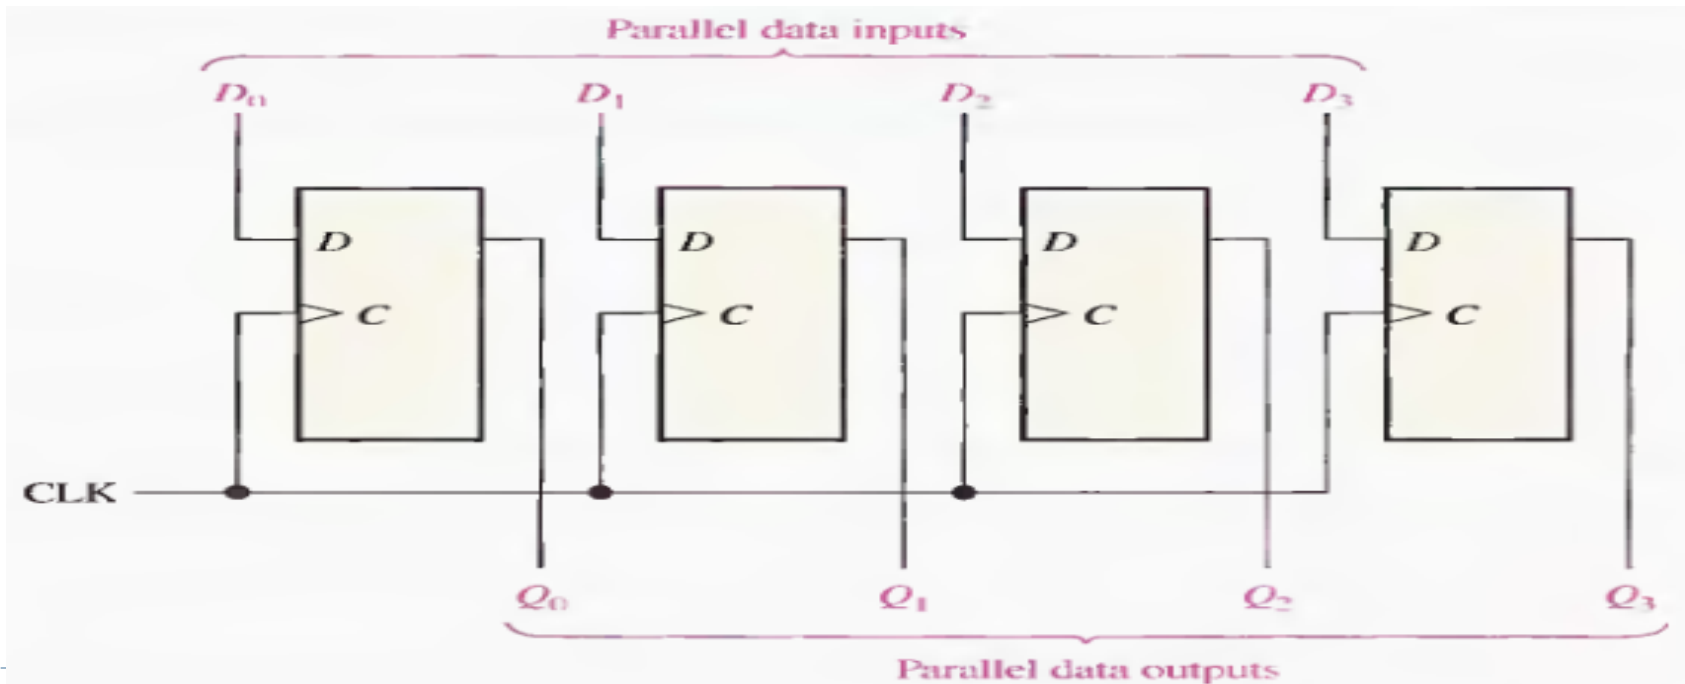 Parallel data inputs
D₀ D₁ D₂ D₃
D D D D
C C C C
CLK
Q₀ Q₁ Q₂ Q₃
Parallel data outputs